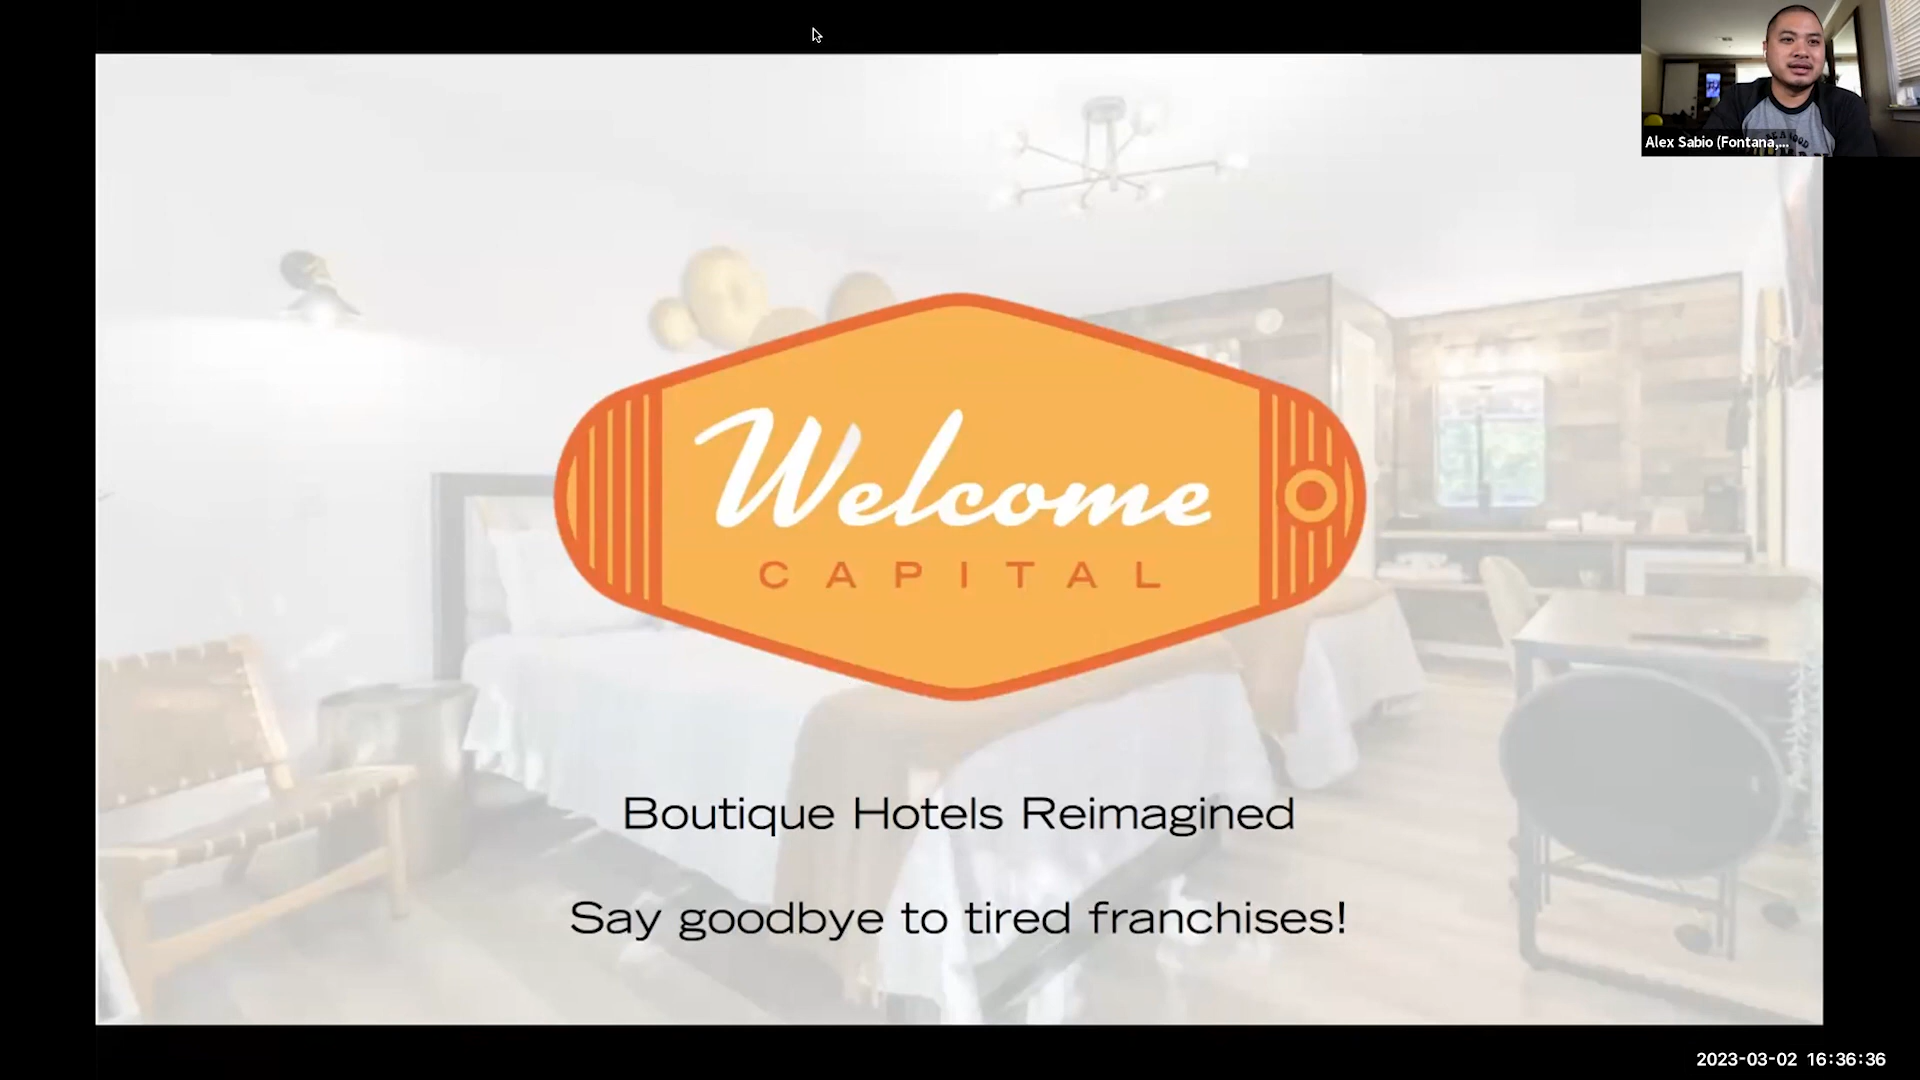 Alex Sabio (Fontana,...
Welcome
CAPITAL
Boutique Hotels Reimagined
Say goodbye to tired franchises!
2023-03-02 16:36:36